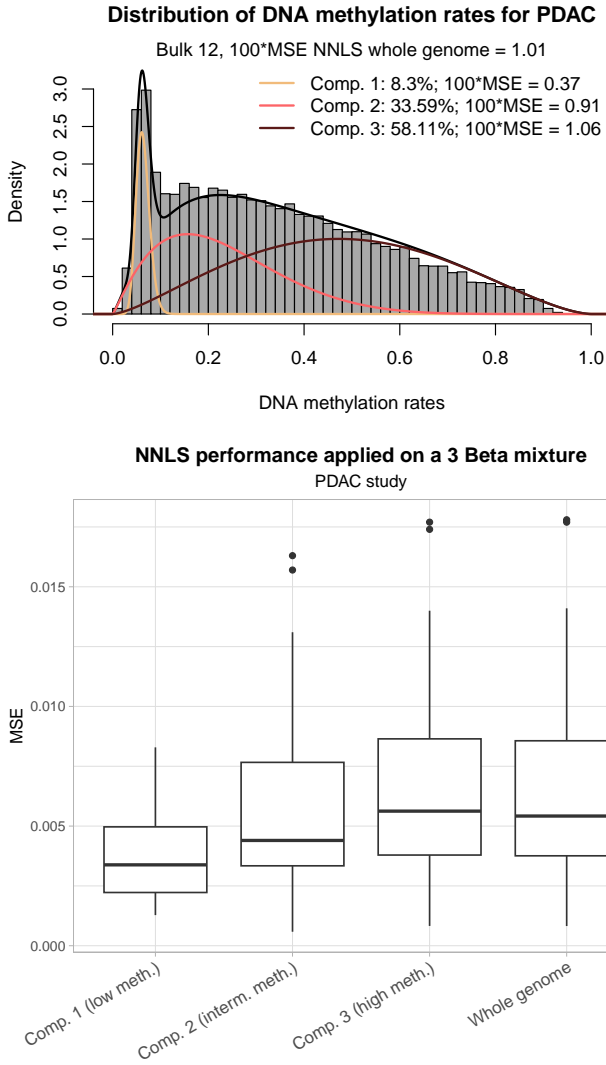 Distribution of DNA methylation rates for PDAC
Bulk 12, 100*MSE NNLS whole genome = 1.01
Comp. 1: 8.3%; 100*MSE = 0.37
Comp. 2: 33.59%; 100*MSE = 0.91
Comp. 3: 58.11%; 100*MSE = 1.06
Density
3.0
2.5
2.0
1.5
1.0
0.5
0.0
0.0 0.2 0.4 0.6 0.8 1.0
DNA methylation rates
NNLS performance applied on a 3 Beta mixture
PDAC study
MSE
0.015
0.010
0.005
0.000
Comp. 1 (low meth.)
Comp. 2 (interm. meth.)
Comp. 3 (high meth.)
Whole genome